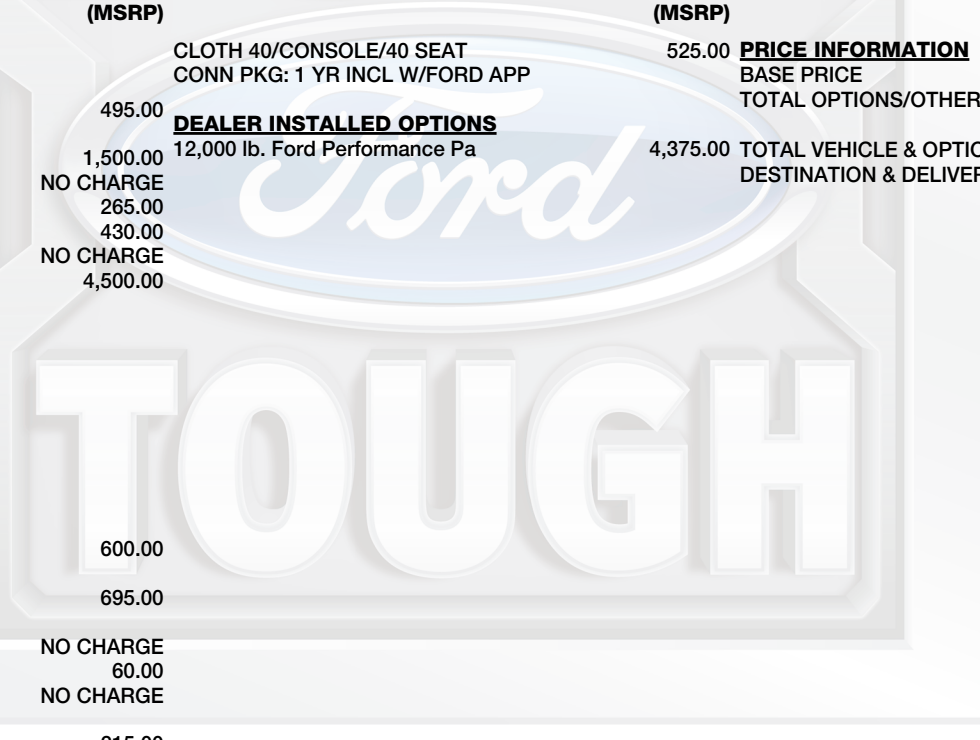 (MSRP)
495.00
1,500.00
NO CHARGE
265.00
430.00
NO CHARGE
4,500.00
600.00
695.00
NO CHARGE
60.00
NO CHARGE
CLOTH 40/CONSOLE/40 SEAT
CONN PKG: 1 YR INCL W/FORD APP
DEALER INSTALLED OPTIONS
12,000 lb. Ford Performance Pa
(MSRP)
525.00
4,375.00
PRICE INFORMATION
BASE PRICE
TOTAL OPTIONS/OTHER
TOTAL VEHICLE & OPTIO
DESTINATION & DELIVER
Ford
TOUGH